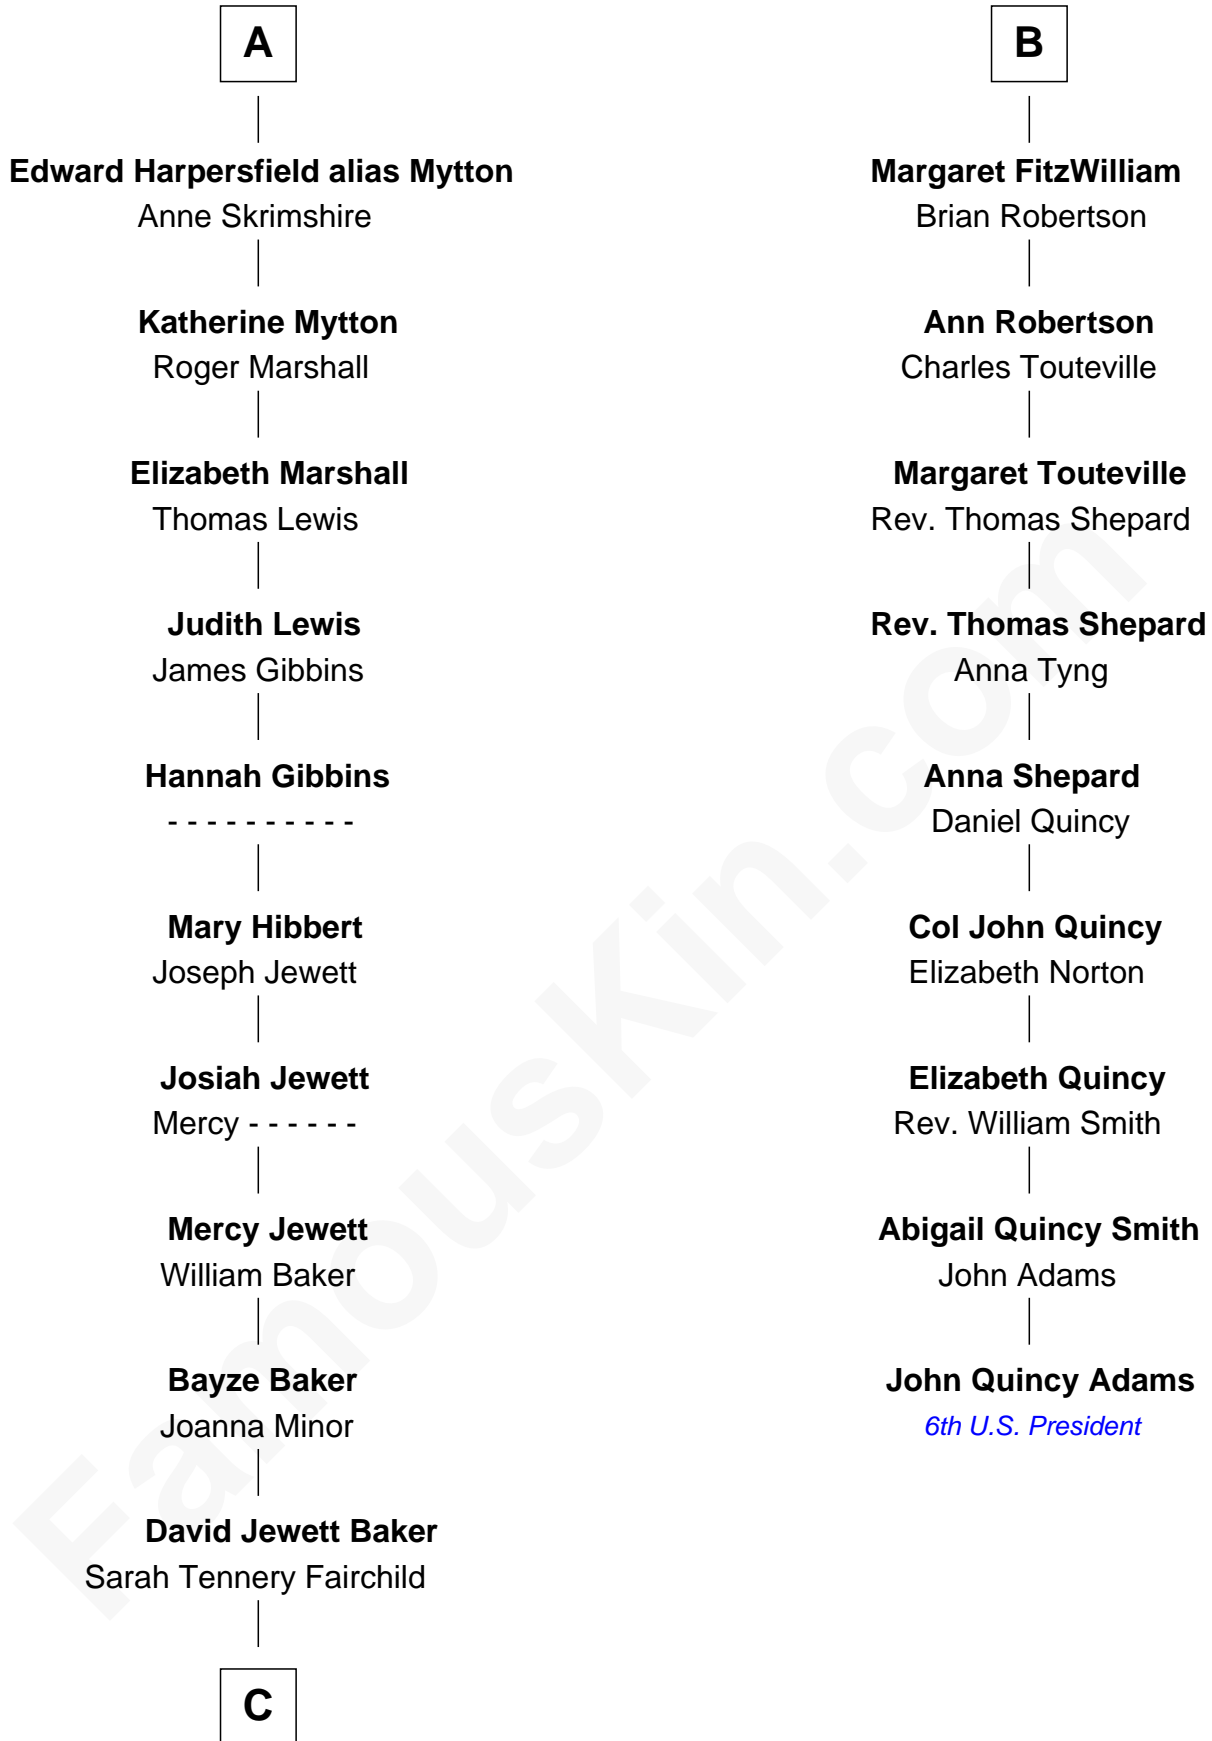 A
Edward Harpersfield alias Mytton
Anne Skrimshire
Katherine Mytton
Roger Marshall
Elizabeth Marshall
Thomas Lewis
Judith Lewis
James Gibbins
Hannah Gibbins
- - - - - - - - - -
Mary Hibbert
Joseph Jewett
Josiah Jewett
Mercy - - - - - -
Mercy Jewett
William Baker
Bayze Baker
Joanna Minor
David Jewett Baker
Sarah Tennery Fairchild
C
B
Margaret FitzWilliam
Brian Robertson
Ann Robertson
Charles Touteville
Margaret Touteville
Rev. Thomas Shepard
Rev. Thomas Shepard
Anna Tyng
Anna Shepard
Daniel Quincy
Col John Quincy
Elizabeth Norton
Elizabeth Quincy
Rev. William Smith
Abigail Quincy Smith
John Adams
John Quincy Adams
6th U.S. President
FamousKin.com